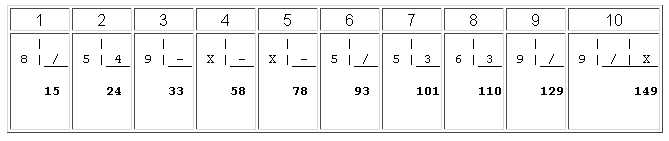 1 2 3 4 5 6 7 8 9 10
8 | / 5 | 4 9 | – X | – X | – 5 | / 5 | 3 6 | 3 9 | / 9 | / | X
15 24 33 58 78 93 101 110 129 149